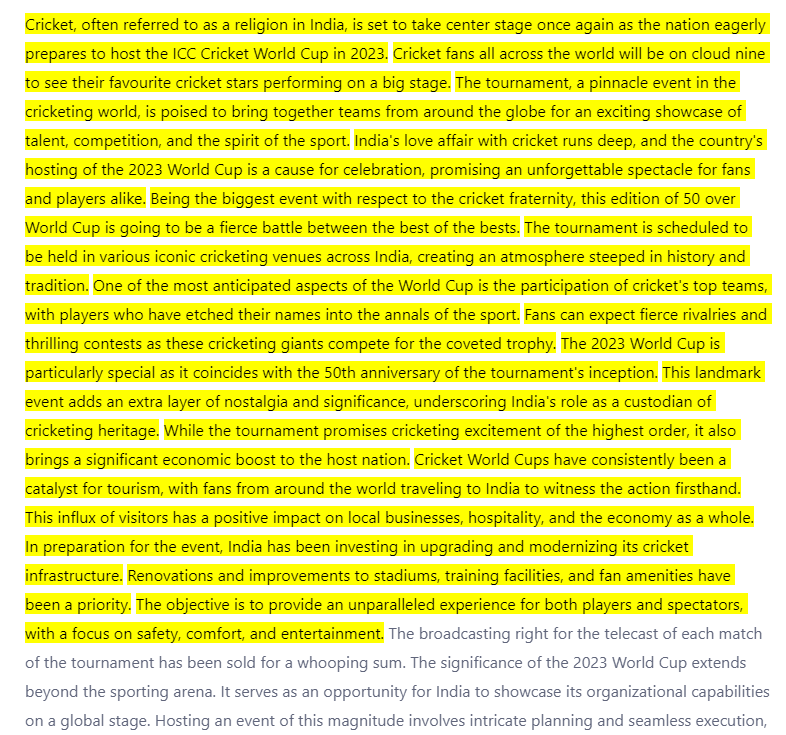 Cricket, often referred to as a religion in India, is set to take center stage once again as the nation eagerly
prepares to host the ICC Cricket World Cup in 2023. Cricket fans all across the world will be on cloud nine
to see their favourite cricket stars performing on a big stage. The tournament, a pinnacle event in the
cricketing world, is poised to bring together teams from around the globe for an exciting showcase of
talent, competition, and the spirit of the sport. India's love affair with cricket runs deep, and the country's
hosting of the 2023 World Cup is a cause for celebration, promising an unforgettable spectacle for fans
and players alike. Being the biggest event with respect to the cricket fraternity, this edition of 50 over
World Cup is going to be a fierce battle between the best of the bests. The tournament is scheduled to
be held in various iconic cricketing venues across India, creating an atmosphere steeped in history and
tradition. One of the most anticipated aspects of the World Cup is the participation of cricket's top teams,
with players who have etched their names into the annals of the sport. Fans can expect fierce rivalries and
thrilling contests as these cricketing giants compete for the coveted trophy. The 2023 World Cup is
particularly special as it coincides with the 50th anniversary of the tournament's inception. This landmark
event adds an extra layer of nostalgia and significance, underscoring India's role as a custodian of
cricketing heritage. While the tournament promises cricketing excitement of the highest order, it also
brings a significant economic boost to the host nation. Cricket World Cups have consistently been a
catalyst for tourism, with fans from around the world traveling to India to witness the action firsthand.
This influx of visitors has a positive impact on local businesses, hospitality, and the economy as a whole.
In preparation for the event, India has been investing in upgrading and modernizing its cricket
infrastructure. Renovations and improvements to stadiums, training facilities, and fan amenities have
been a priority. The objective is to provide an unparalleled experience for both players and spectators,
with a focus on safety, comfort, and entertainment. The broadcasting right for the telecast of each match
of the tournament has been sold for a whooping sum. The significance of the 2023 World Cup extends
beyond the sporting arena. It serves as an opportunity for India to showcase its organizational capabilities
on a global stage. Hosting an event of this magnitude involves intricate planning and seamless execution,